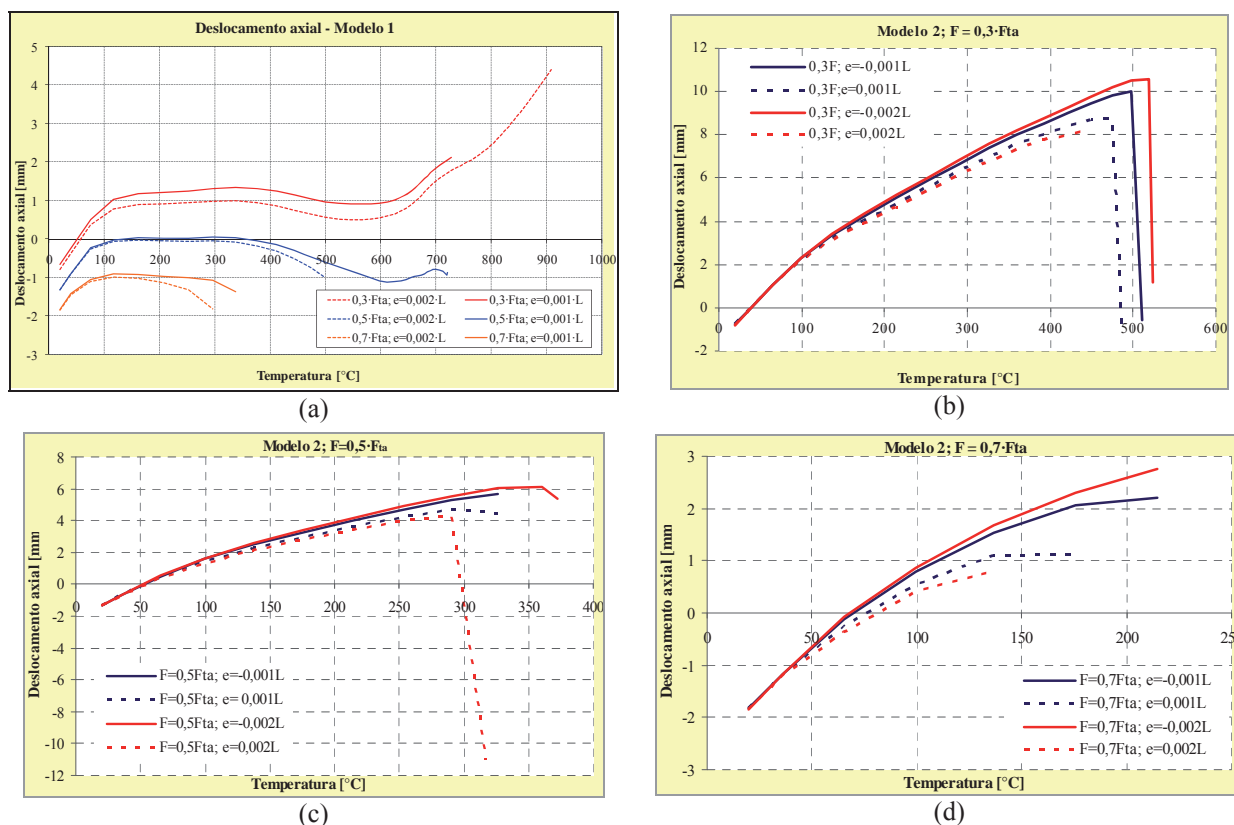 Deslocamento axial - Modelo 1
Deslocamento axial [mm]
5
4
3
2
1
0
-1
-2
-3
0 100 200 300 400 500 600 700 800 900 1000
0,3·Fta; e=0,002·L 0,3·Fta; e=0,001·L
0,5·Fta; e=0,002·L 0,5·Fta; e=0,001·L
0,7·Fta; e=0,002·L 0,7·Fta; e=0,001·L
Temperatura [°C]
(a)
Modelo 2; F = 0,3·Fta
Deslocamento axial [mm]
12
10
8
6
4
2
0
-2
0 100 200 300 400 500 600
0,3F; e=-0,001L
0,3F;e=0,001L
0,3F; e=-0,002L
0,3F; e=0,002L
Temperatura [°C]
(b)
Modelo 2; F=0,5·Fta
Deslocamento axial [mm
8
6
4
2
0
-2
-4
-6
-8
-10
-12
0 50 100 150 200 250 300 350 400
F=0,5Fta; e=-0,001L
F=0,5Fta; e= 0,001L
F=0,5Fta; e=-0,002L
F=0,5Fta; e=0,002L
Temperatura [°C]
(c)
Modelo 2; F = 0,7·Fta
Deslocamento axial [mm]
3
2
1
0
-1
-2
-3
0 50 100 150 200 25
F=0,7Fta; e=-0,001L
F=0,7Fta; e=0,001L
F=0,7Fta; e=-0,002L
F=0,7Fta; e=0,002L
Temperatura [°C]
(d)